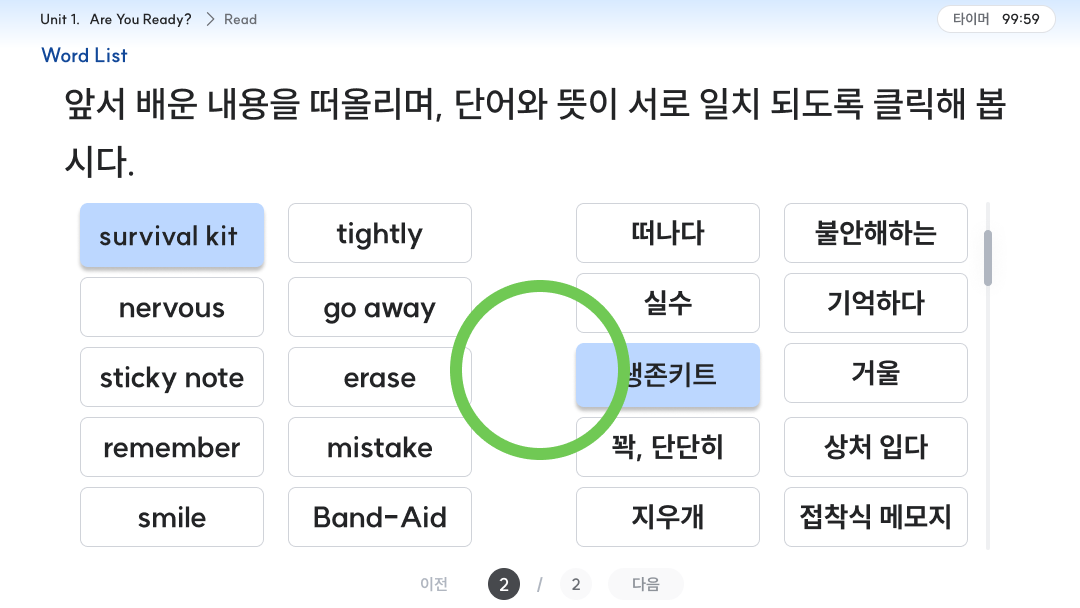 Unit 1. Are You Ready? > Read
타이머 99:59
Word List
앞서 배운 내용을 떠올리며, 단어와 뜻이 서로 일치 되도록 클릭해 봅
시다.
survival kit tightly 떠나다 불안해하는
nervous go away 실수 기억하다
sticky note erase 생존키트 거울
remember mistake 꽉, 단단히 상처 입다
smile Band-Aid 지우개 접착식 메모지
이전 2 / 2 다음